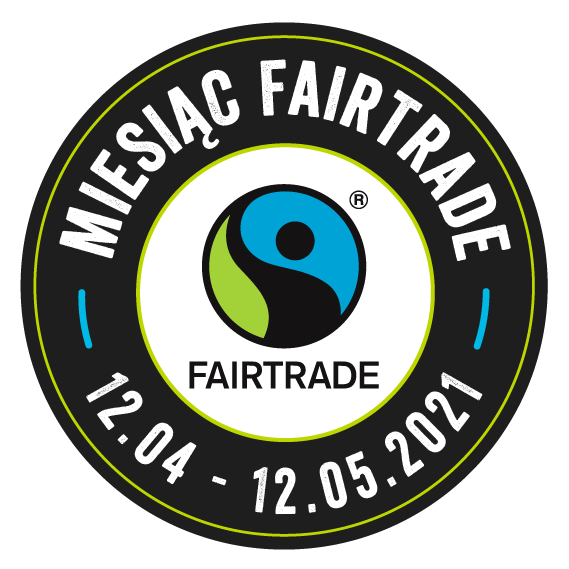 MIESIĄC FAIRTRADE
®
FAIRTRADE
12.04 - 12.05.2021